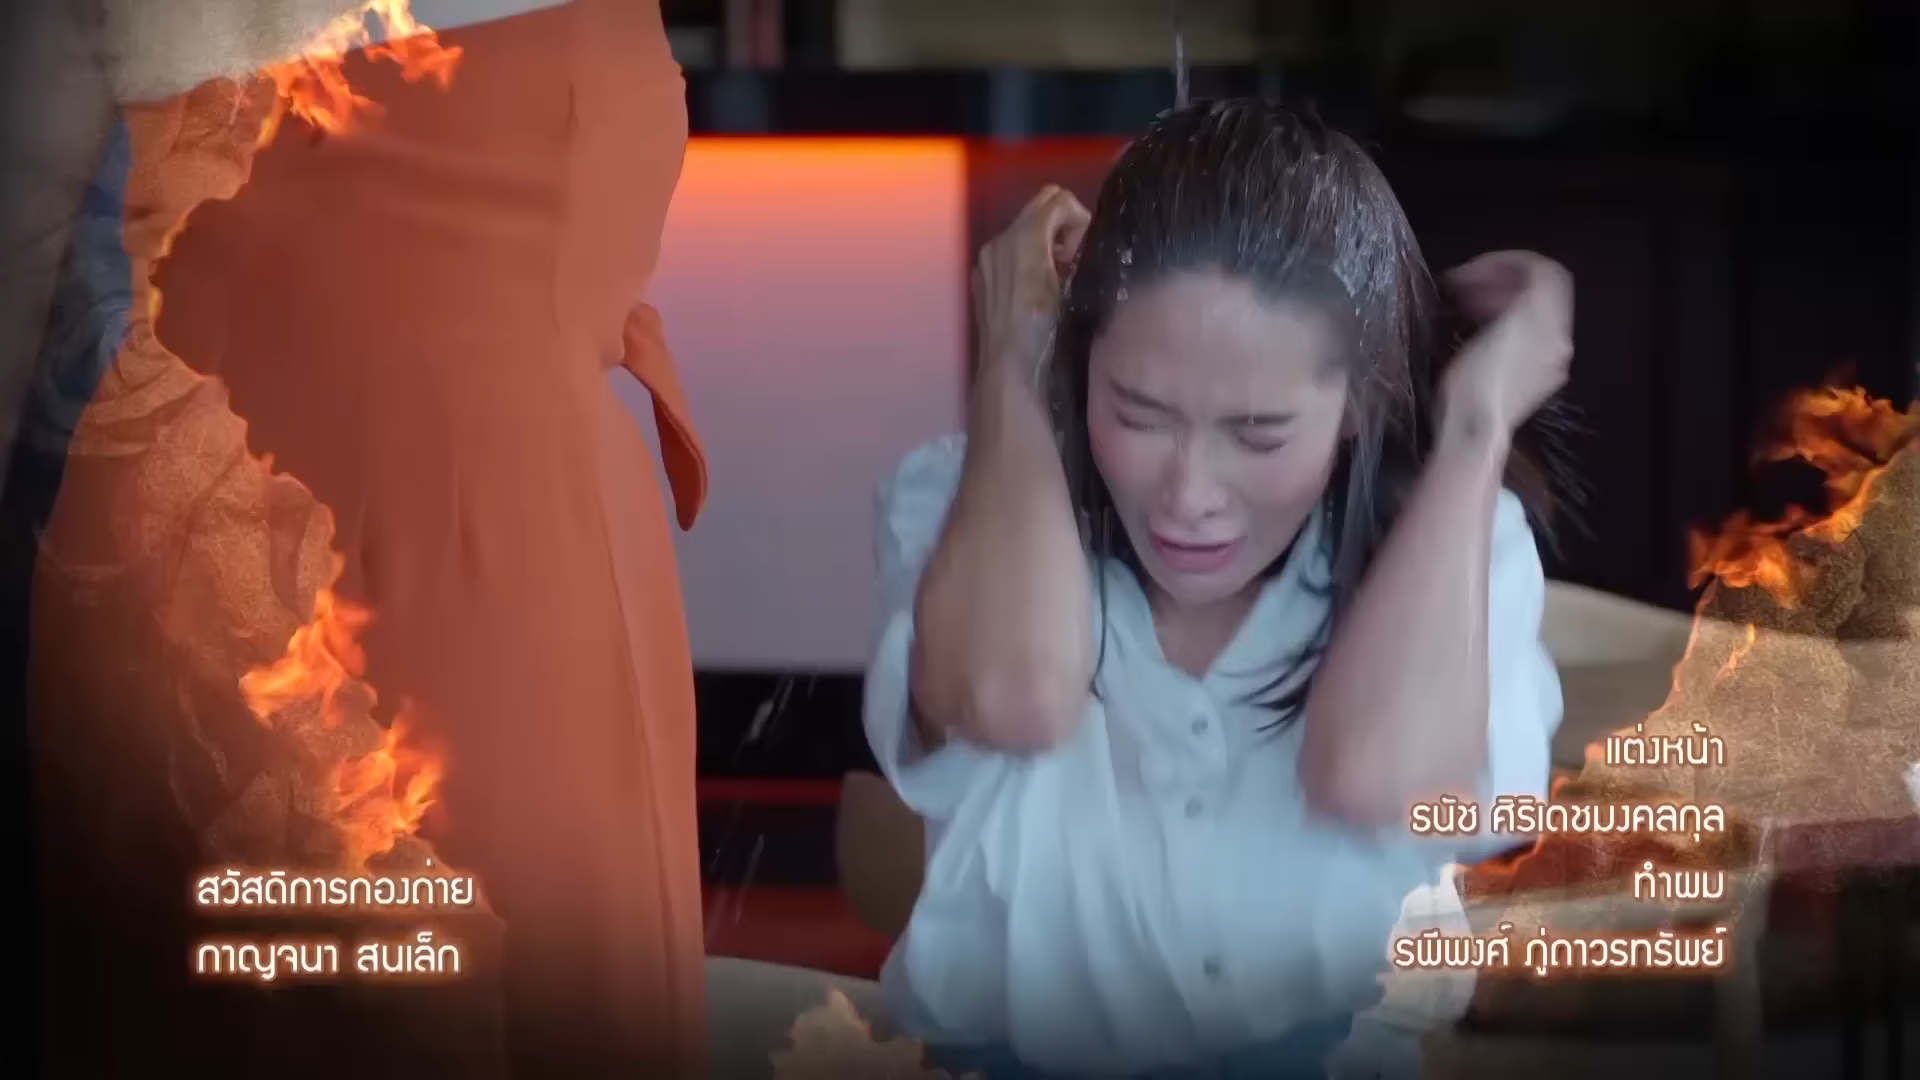 สวัสดิการกองถ่าย
กาญจนา สนเล็ก
แต่งหน้า
ธนัช ศิริเดชมงคลกุล
ทำผม
รพีพงศ์ ภู่ถาวรทรัพย์